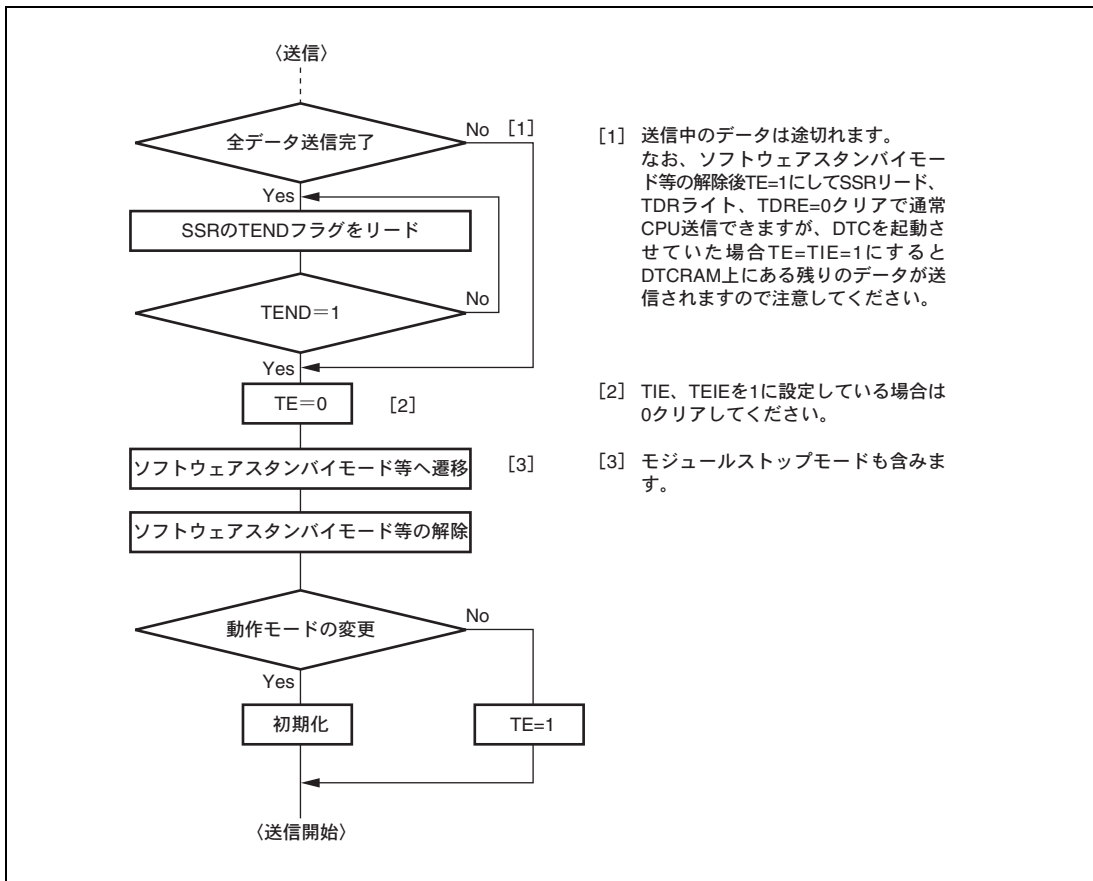 〈送信〉
全データ送信完了
No [1]
Yes
SSRのTENDフラグをリード
TEND＝1
No
Yes
TE＝0 [2]
ソフトウェアスタンバイモード等へ遷移 [3]
ソフトウェアスタンバイモード等の解除
動作モードの変更
No
Yes
初期化
TE=1
〈送信開始〉
[1] 送信中のデータは途切れます。
なお、ソフトウェアスタンバイモー
ド等の解除後TE=1にしてSSRリード、
TDRライト、TDRE=0クリアで通常
CPU送信できますが、DTCを起動さ
せていた場合TE=TIE=1にすると
DTCRAM上にある残りのデータが送
信されますので注意してください。
[2] TIE、TEIEを1に設定している場合は
0クリアしてください。
[3] モジュールストップモードも含みま
す。